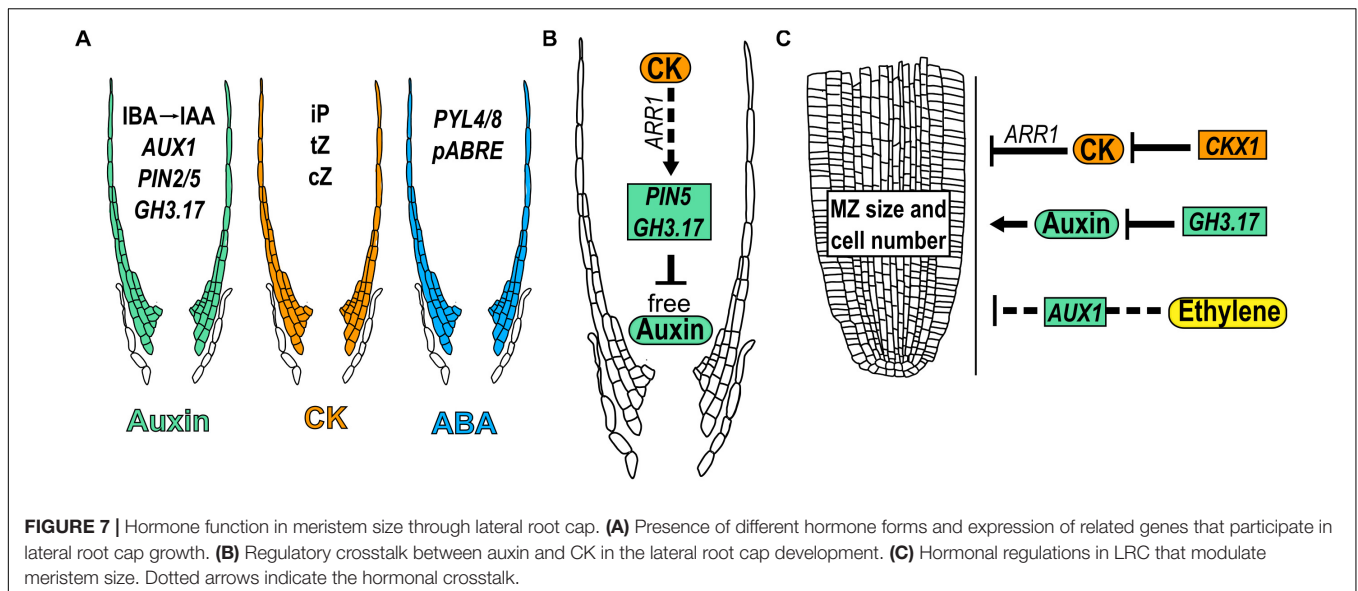 A
IBA→IAA
AUX1
PIN2/5
GH3.17
Auxin
iP
tZ
cZ
CK
PYL4/8
pABRE
ABA
B
CK
ARR1
PIN5
GH3.17
free
Auxin
C
MZ size and
cell number
ARR1
CK
CKX1
Auxin
GH3.17
AUX1
Ethylene
FIGURE 7 | Hormone function in meristem size through lateral root cap. (A) Presence of different hormone forms and expression of related genes that participate in
lateral root cap growth. (B) Regulatory crosstalk between auxin and CK in the lateral root cap development. (C) Hormonal regulations in LRC that modulate
meristem size. Dotted arrows indicate the hormonal crosstalk.